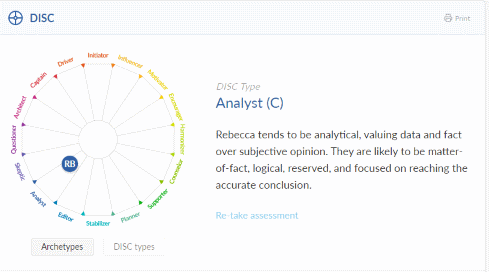 DISC
Print
Initiator
Influencer
Motivator
Encourager
Harmonizer
Counselor
Supporter
Planner
Stabilizer
Editor
Analyst
Skeptic
Questioner
Architect
Captain
Driver
RB
Archetypes
DISC types
DISC Type
Analyst (C)
Rebecca tends to be analytical, valuing data and fact
over subjective opinion. They are likely to be matter-
of-fact, logical, reserved, and focused on reaching the
accurate conclusion.
Re-take assessment